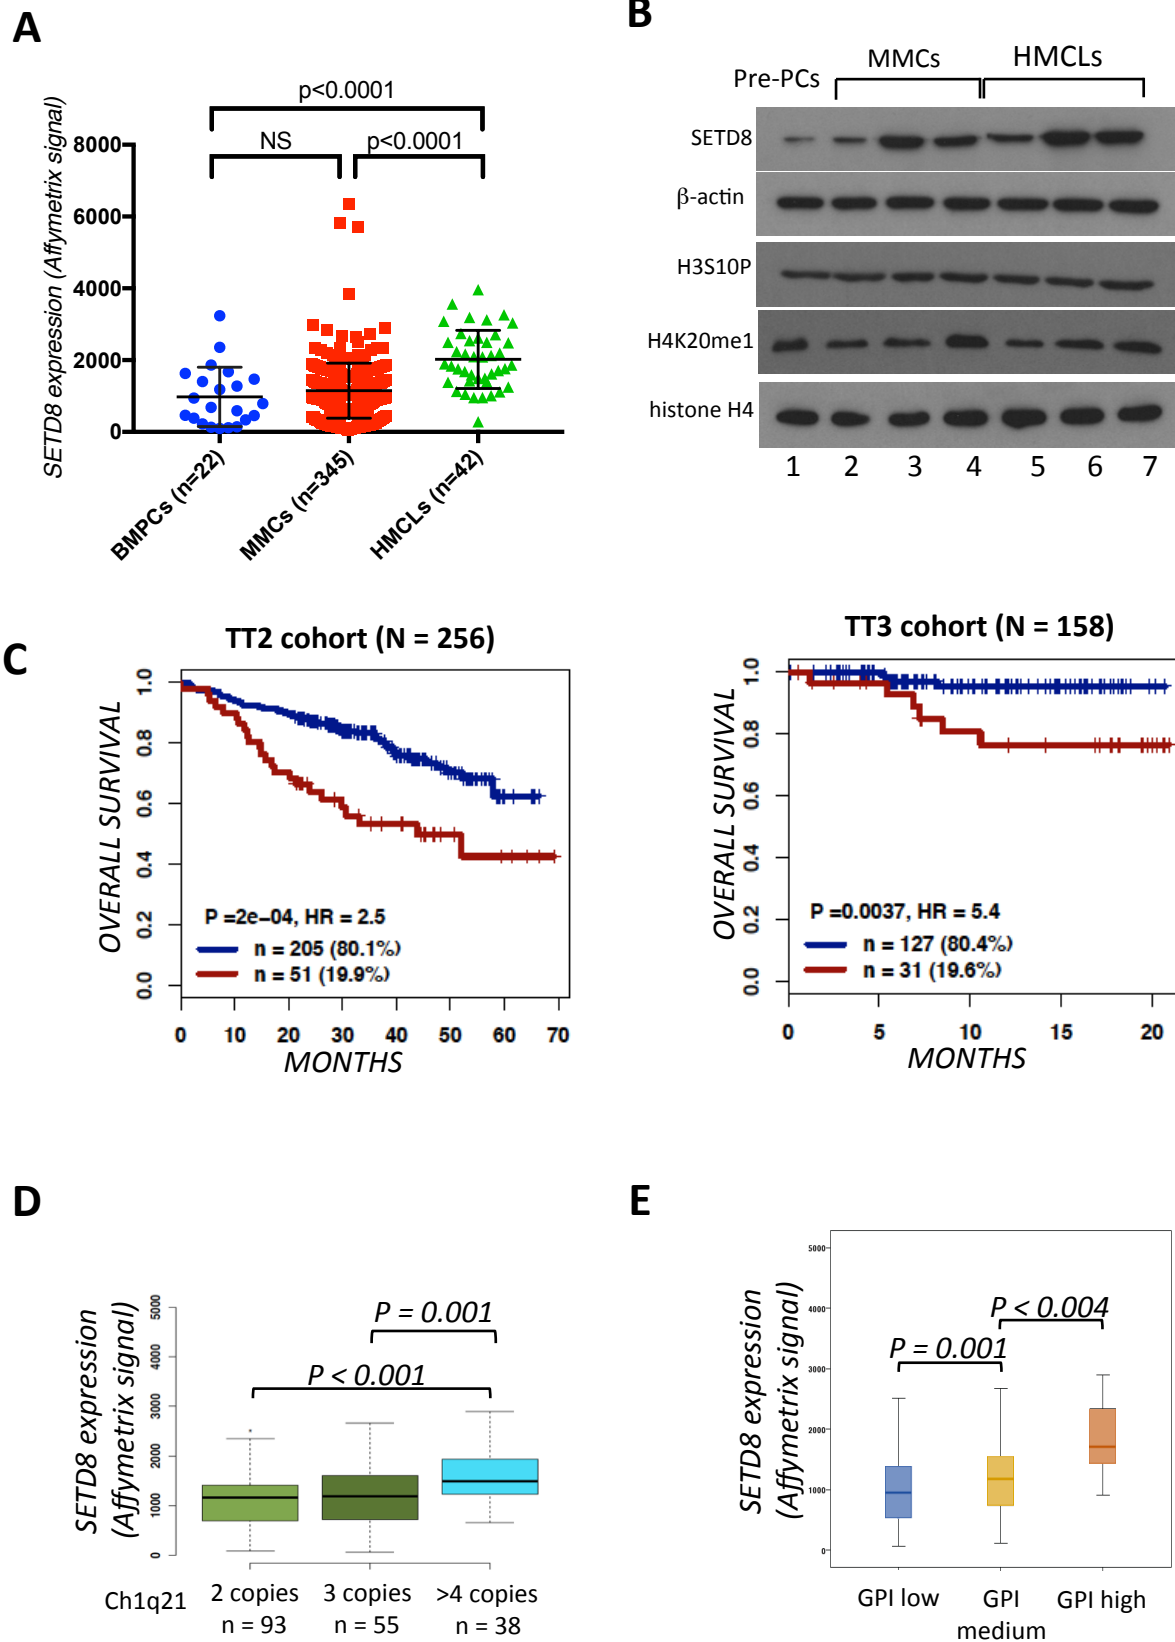 A
p<0.0001
NS
p<0.0001
SETD8 expression (Affymetrix signal)
8000
6000
4000
2000
0
BMPCs (n=22)
MMCs (n=345)
HMCLs (n=42)
B
MMCs
HMCLs
Pre-PCs
SETD8
β-actin
H3S10P
H4K20me1
histone H4
1 2 3 4 5 6 7
C
TT2 cohort (N = 256)
OVERALL SURVIVAL
1.0
0.8
0.6
0.4
0.2
0.0
P =2e-04, HR = 2.5
n = 205 (80.1%)
n = 51 (19.9%)
0 10 20 30 40 50 60 70
MONTHS
TT3 cohort (N = 158)
OVERALL SURVIVAL
1.0
0.8
0.6
0.4
0.2
0.0
P =0.0037, HR = 5.4
n = 127 (80.4%)
n = 31 (19.6%)
0 5 10 15 20
MONTHS
D
SETD8 expression
(Affymetrix signal)
5000
4000
3000
2000
1000
0
P = 0.001
P < 0.001
Ch1q21
2 copies
n = 93
3 copies
n = 55
>4 copies
n = 38
E
SETD8 expression
(Affymetrix signal)
5000
4000
3000
2000
1000
0
P < 0.004
P = 0.001
GPI low
GPI
medium
GPI high